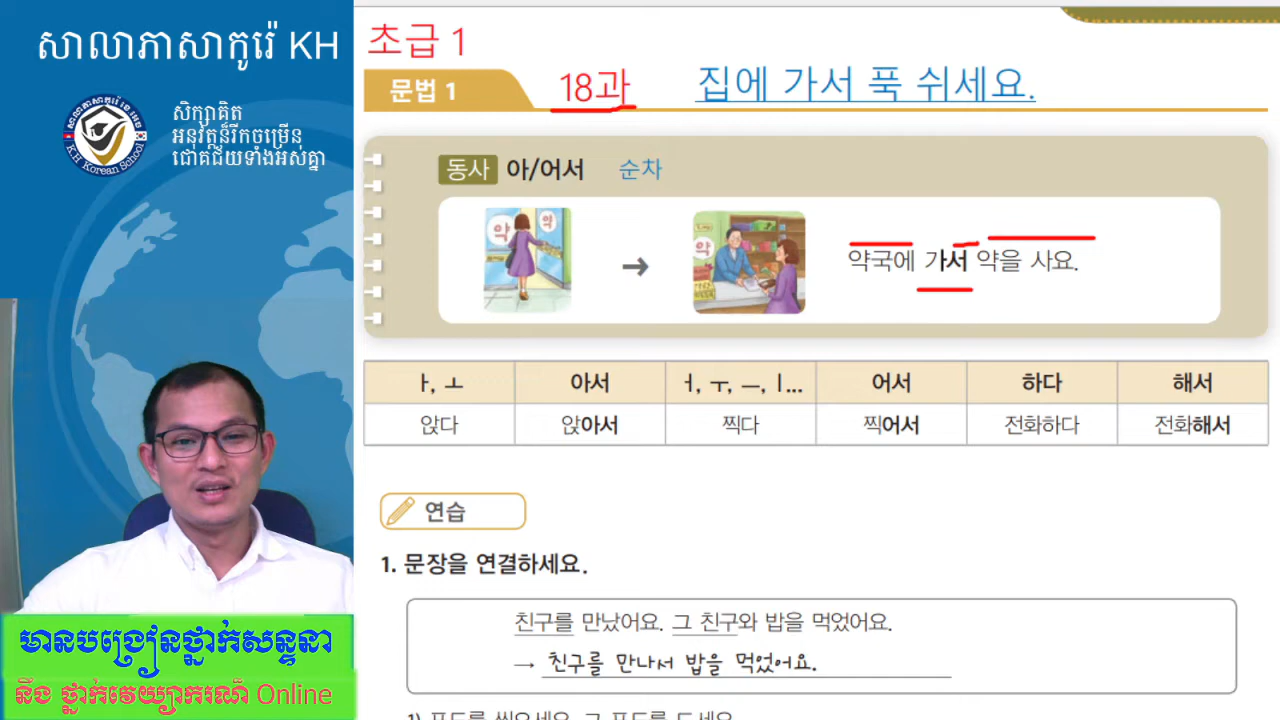 សាលាភាសាកូរ៉េ KH
សិក្សាគិត
អនុវត្តន៍រីកចម្រើន
ជោគជ័យទាំងអស់គ្នា
K.H Korean School
មានបង្រៀនថ្នាក់សន្ទនា
និង ថ្នាក់វេយ្យាករណ៍ Online
초급 1
문법 1 18과 집에 가서 푹 쉬세요.
동사 아/어서 순차
약 약
약
→ 약국에 가서 약을 사요.
ㅏ, ㅗ 아서 ㅓ, ㅜ, ㅡ, ㅣ... 어서 하다 해서
앉다 앉아서 찍다 찍어서 전화하다 전화해서
연습
1. 문장을 연결하세요.
친구를 만났어요. 그 친구와 밥을 먹었어요.
→ 친구를 만나서 밥을 먹었어요.